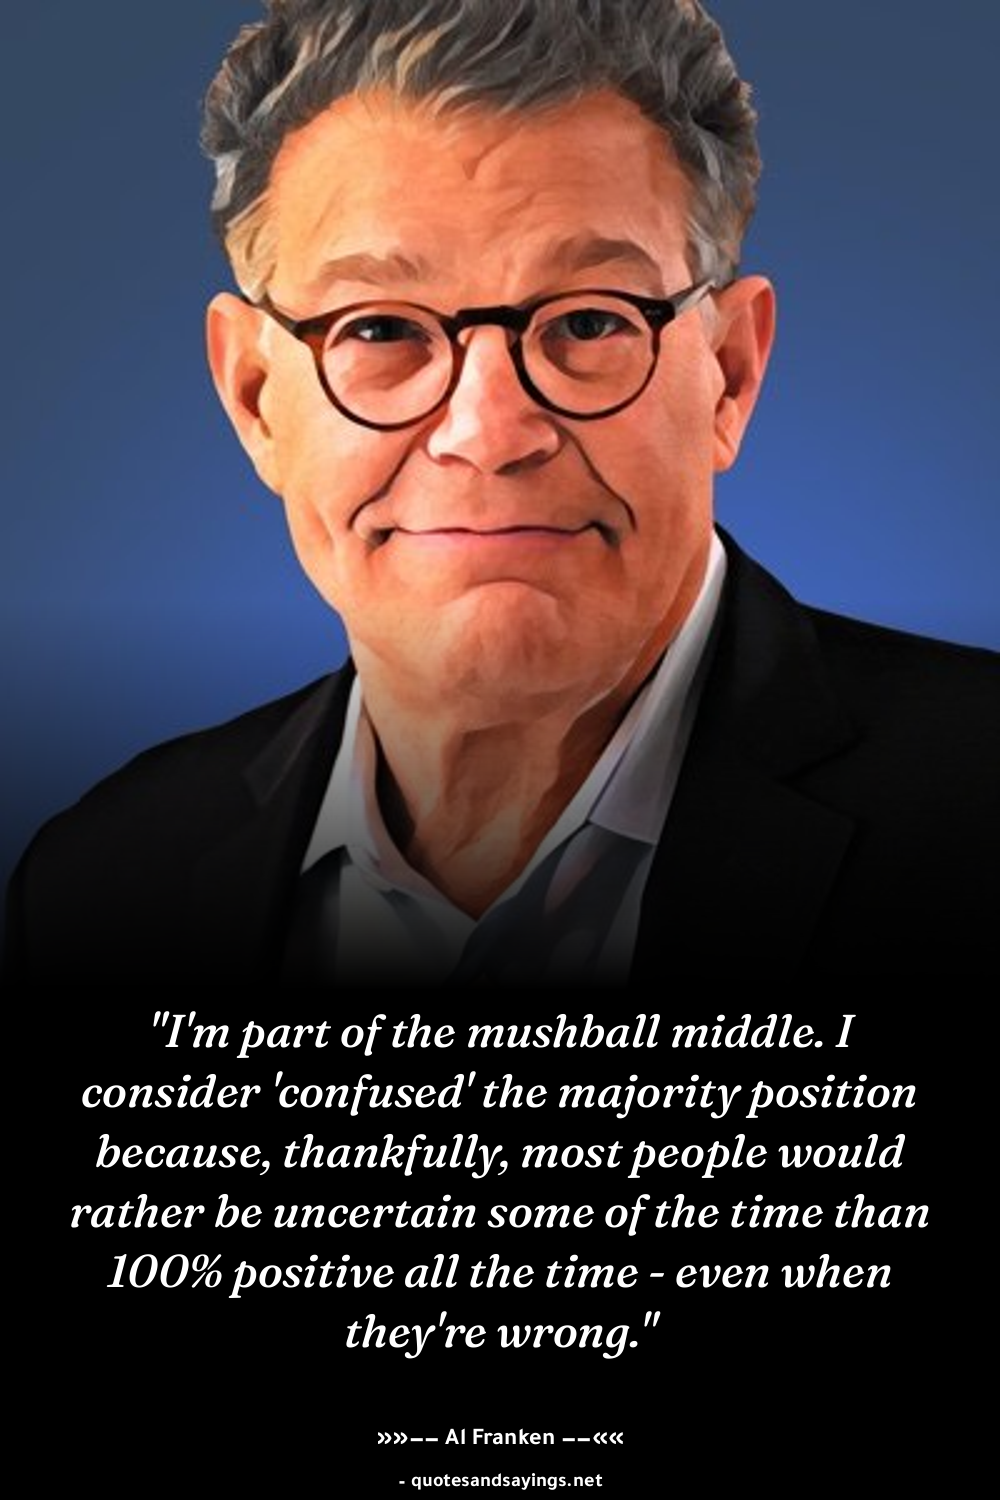 "I'm part of the mushball middle. I
consider 'confused' the majority position
because, thankfully, most people would
rather be uncertain some of the time than
100% positive all the time - even when
they're wrong."
»»–– Al Franken ––««
- quotesandsayings.net